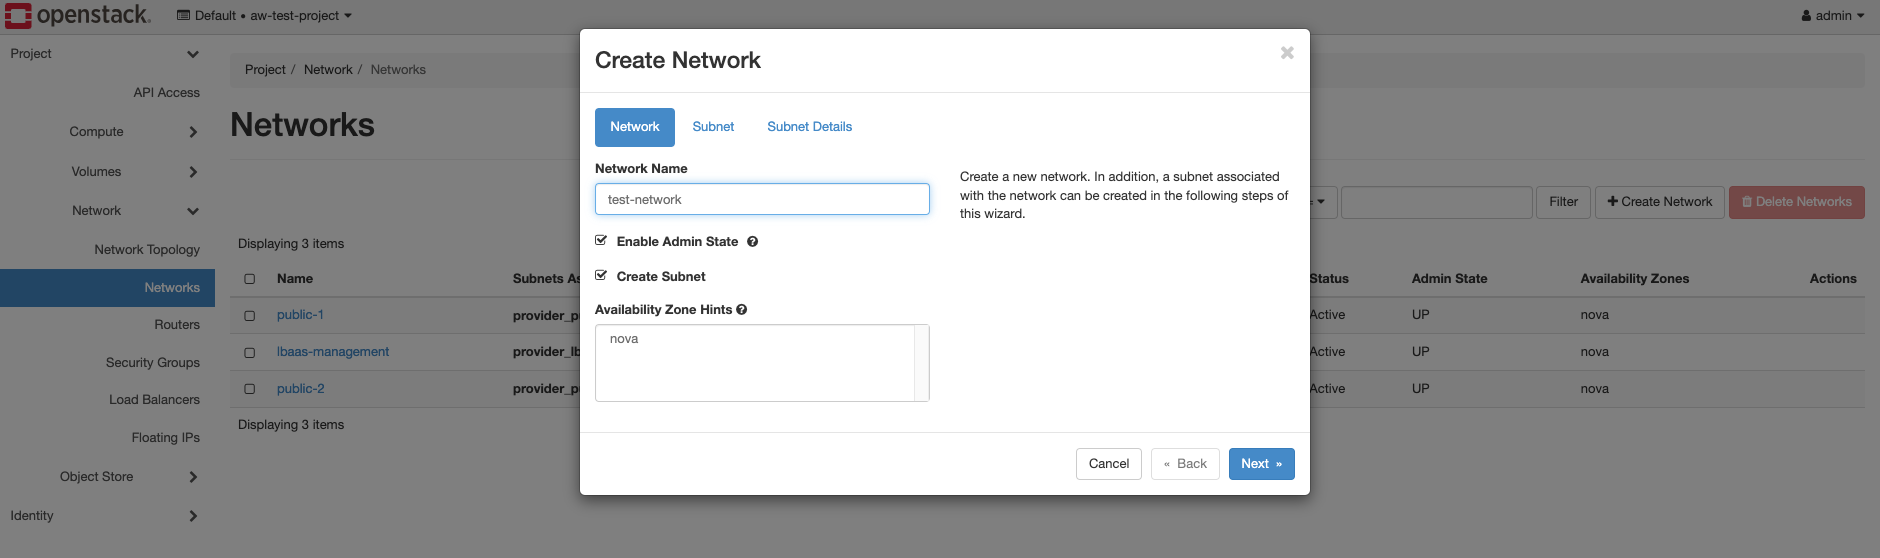 openstack.
Default • aw-test-project
admin
Project
API Access
Compute
Volumes
Network
Network Topology
Networks
Routers
Security Groups
Load Balancers
Floating IPs
Object Store
Identity
Project / Network / Networks
Networks
Filter
Create Network
Delete Networks
Displaying 3 items
Name Subnets As Status Admin State Availability Zones Actions
public-1 provider_p Active UP nova
lbaas-management provider_lb Active UP nova
public-2 provider_p Active UP nova
Displaying 3 items
Create Network
Network Subnet Subnet Details
Network Name
test-network
Enable Admin State
Create Subnet
Availability Zone Hints
nova
Create a new network. In addition, a subnet associated
with the network can be created in the following steps of
this wizard.
Cancel « Back Next »